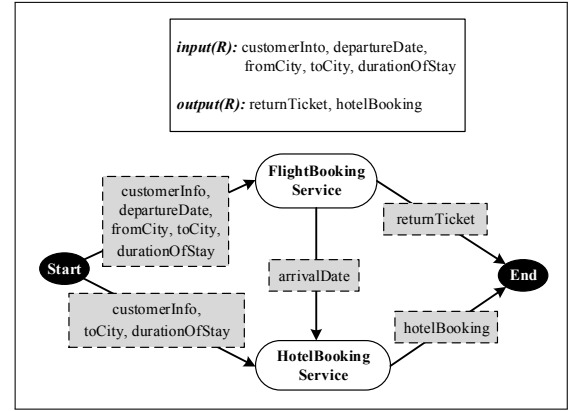 input(R): customerInto, departureDate,
fromCity, toCity, durationOfStay
output(R): returnTicket, hotelBooking
FlightBooking
Service
customerInfo,
departureDate,
fromCity, toCity,
durationOfStay
returnTicket
Start
arrivalDate
End
customerInfo,
toCity, durationOfStay
hotelBooking
HotelBooking
Service